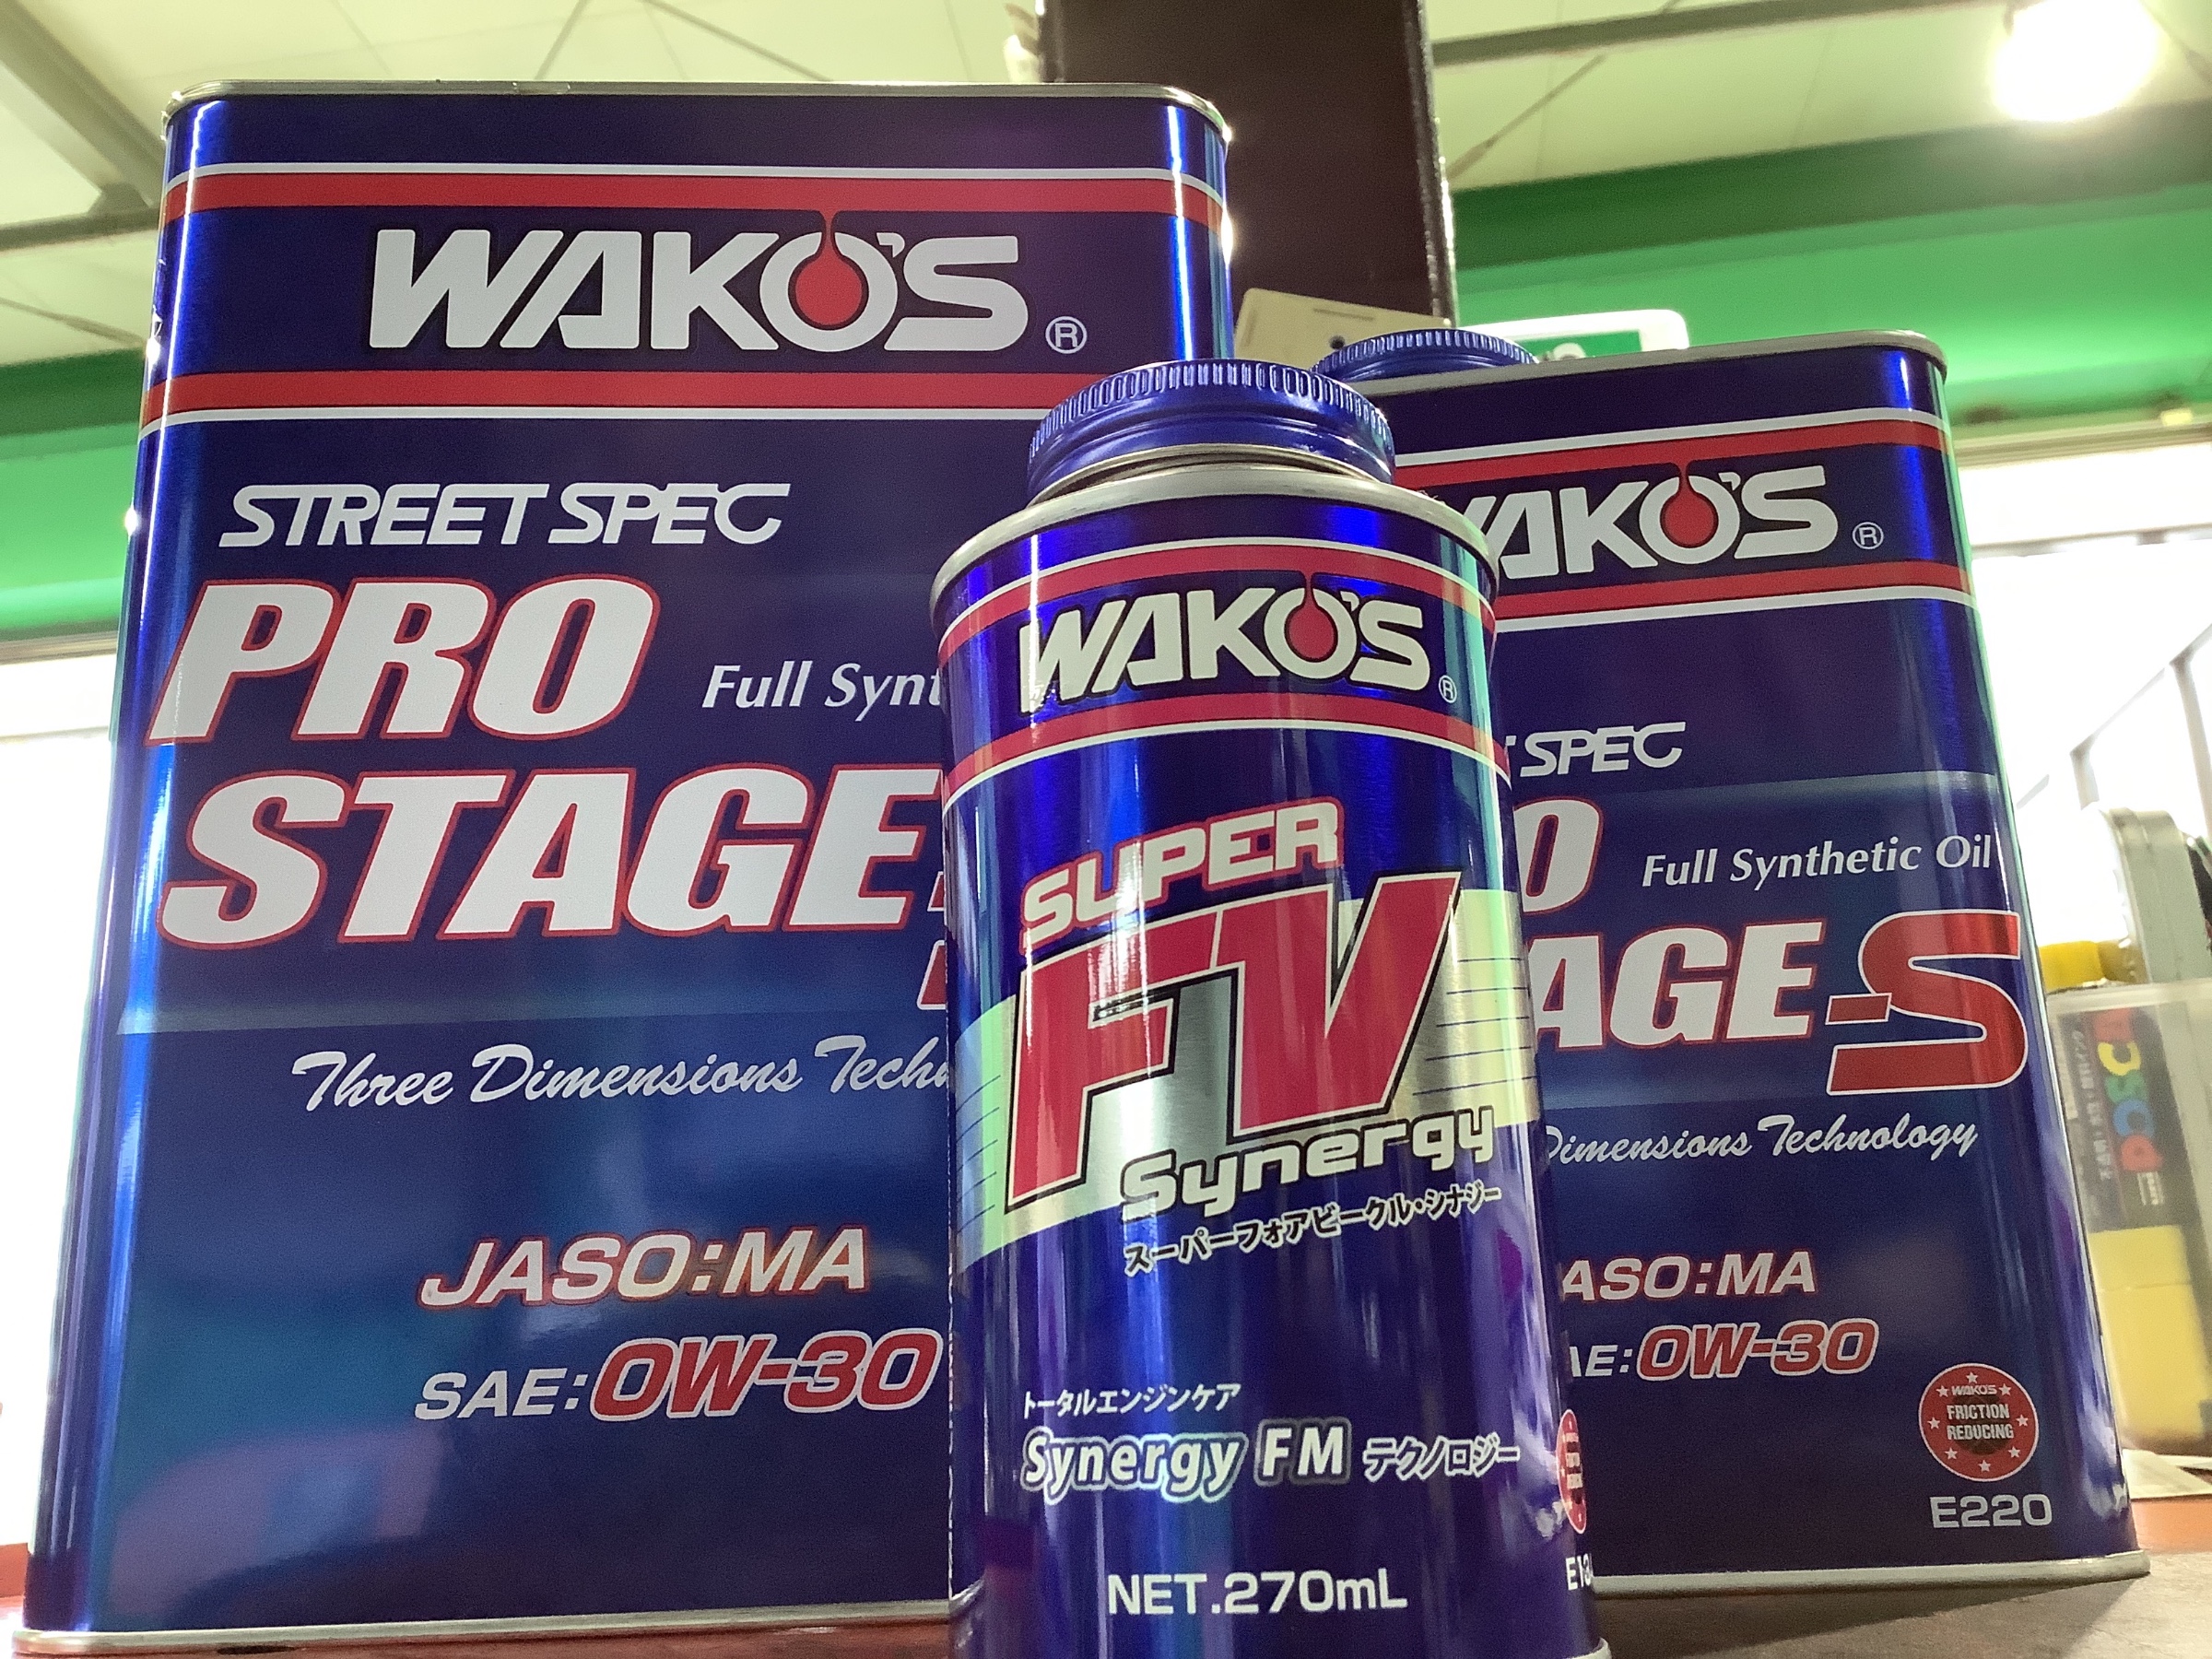 WAKO'S ®
STREET SPEC
PRO
Full Synt
STAGE
Three Dimensions Techn
JASO:MA
SAE:0W-30
WAKO'S ®
SUPER
FV
Synergy
スーパーフォアビークル・シナジー
トータルエンジンケア
Synergy FM テクノロジー
NET.270mL
WAKO'S ®
SPEC
Full Synthetic Oil
AGE-S
Dimensions Technology
ASO:MA
AE:0W-30
WAKO'S
FRICTION
REDUCING
E220
POSCA